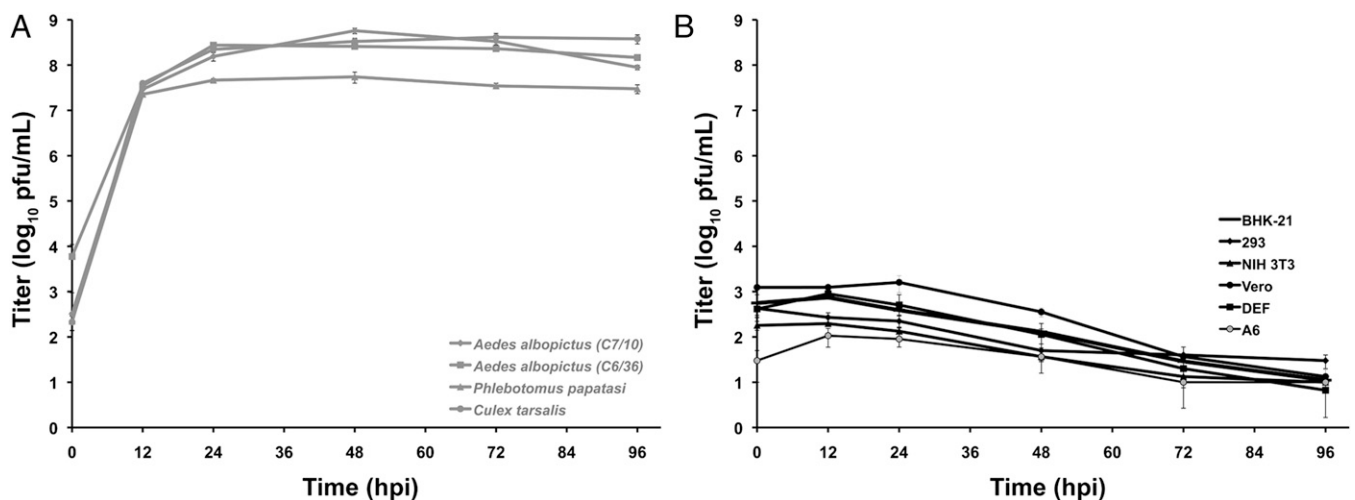 A
9
8
7
6
5
4
3
2
1
0
Titer (log10 pfu/mL)
Aedes albopictus (C7/10)
Aedes albopictus (C6/36)
Phlebotomus papatasi
Culex tarsalis
0 12 24 36 48 60 72 84 96
Time (hpi)
B
9
8
7
6
5
4
3
2
1
0
Titer (log10 pfu/mL)
BHK-21
293
NIH 3T3
Vero
DEF
A6
0 12 24 36 48 60 72 84 96
Time (hpi)